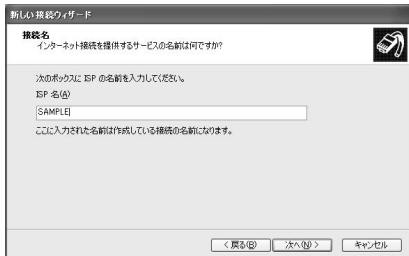 新しい接続ウィザード
接続名
インターネット接続を提供するサービスの名前は何ですか?
次のボックスに ISP の名前を入力してください。
ISP 名(A)
SAMPLE
ここに入力された名前は作成している接続の名前になります。
< 戻る(B) 次へ(N) > キャンセル